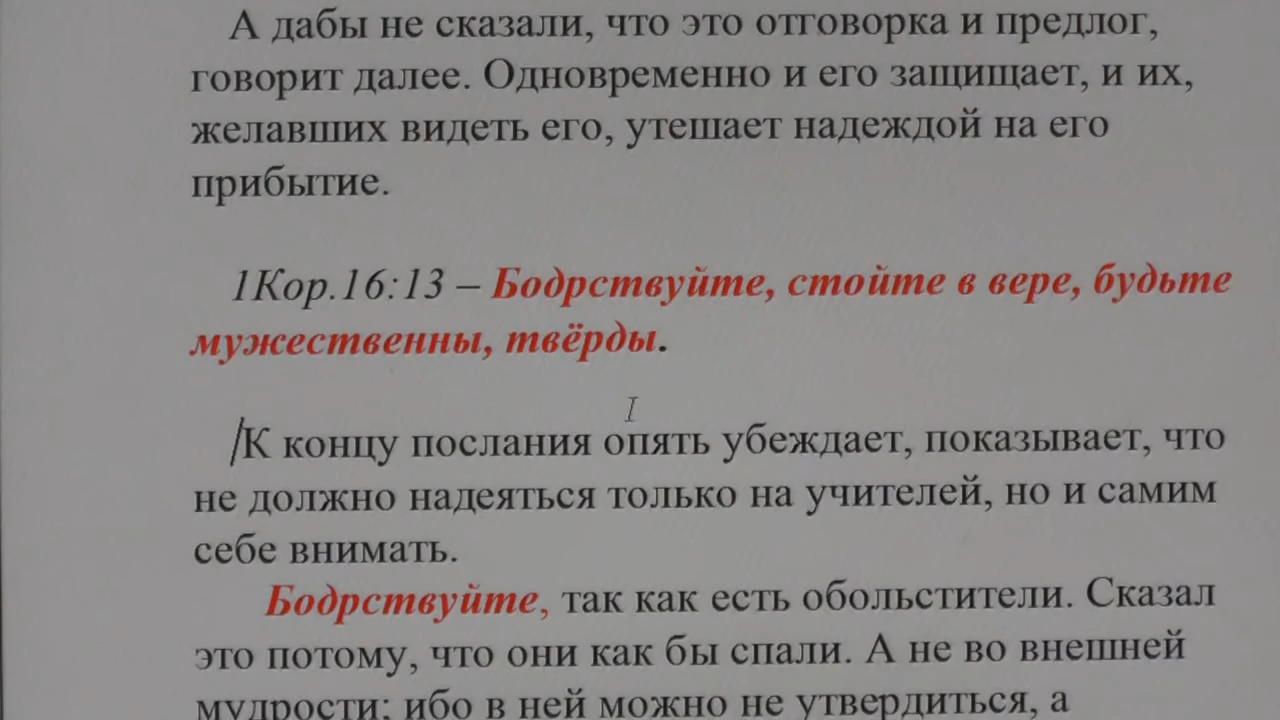 А дабы не сказали, что это отговорка и предлог,
говорит далее. Одновременно и его защищает, и их,
желавших видеть его, утешает надеждой на его
прибытие.
1Кор.16:13 – Бодрствуйте, стойте в вере, будьте
мужественны, твёрды.
К концу послания опять убеждает, показывает, что
не должно надеяться только на учителей, но и самим
себе внимать.
Бодрствуйте, так как есть обольстители. Сказал
это потому, что они как бы спали. А не во внешней
мудрости; ибо в ней можно не утвердиться, а